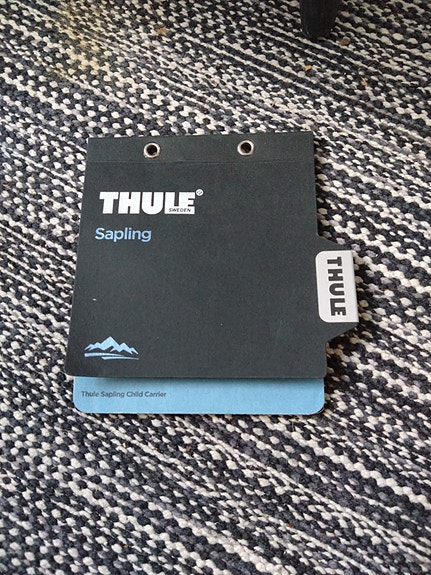 THULE®
SWEDEN
Sapling
THULE
Thule Sapling Child Carrier